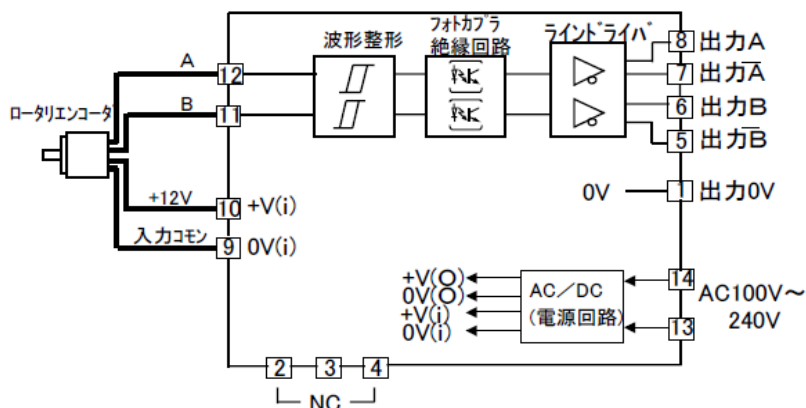 波形整形
フォトカプラ
絶縁回路
ラインドライバ
ロータリエンコーダ
A
B
+12V
入力コモン
12
11
10 +V(i)
9 0V(i)
8 出力A
7 出力A̅
6 出力B
5 出力B̅
0V
1 出力0V
+V(O)
0V(O)
+V(i)
0V(i)
AC/DC
(電源回路)
14
13
AC100V~
240V
2 3 4
NC